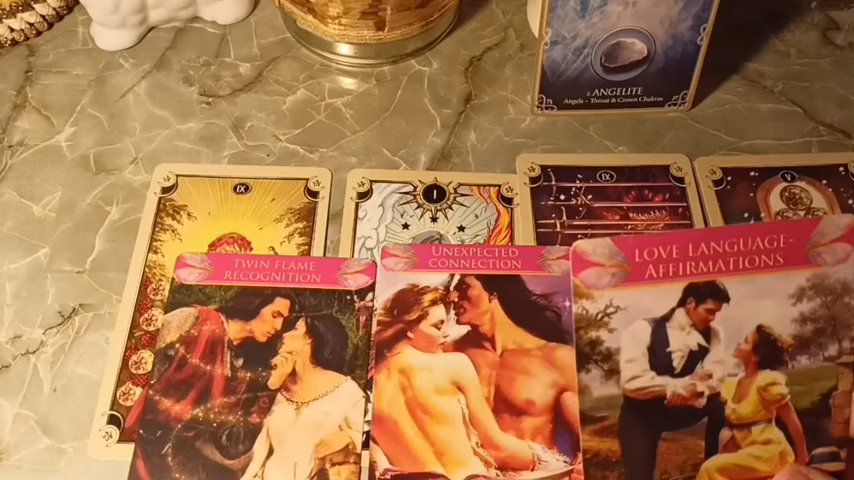 ANGELITE
Angels ~ Throat & Crown Chakras
IX
I
IX
V
TWIN FLAME
RECOGNITION
UNEXPECTED
CONNECTION
LOVE LANGUAGE-
AFFIRMATIONS